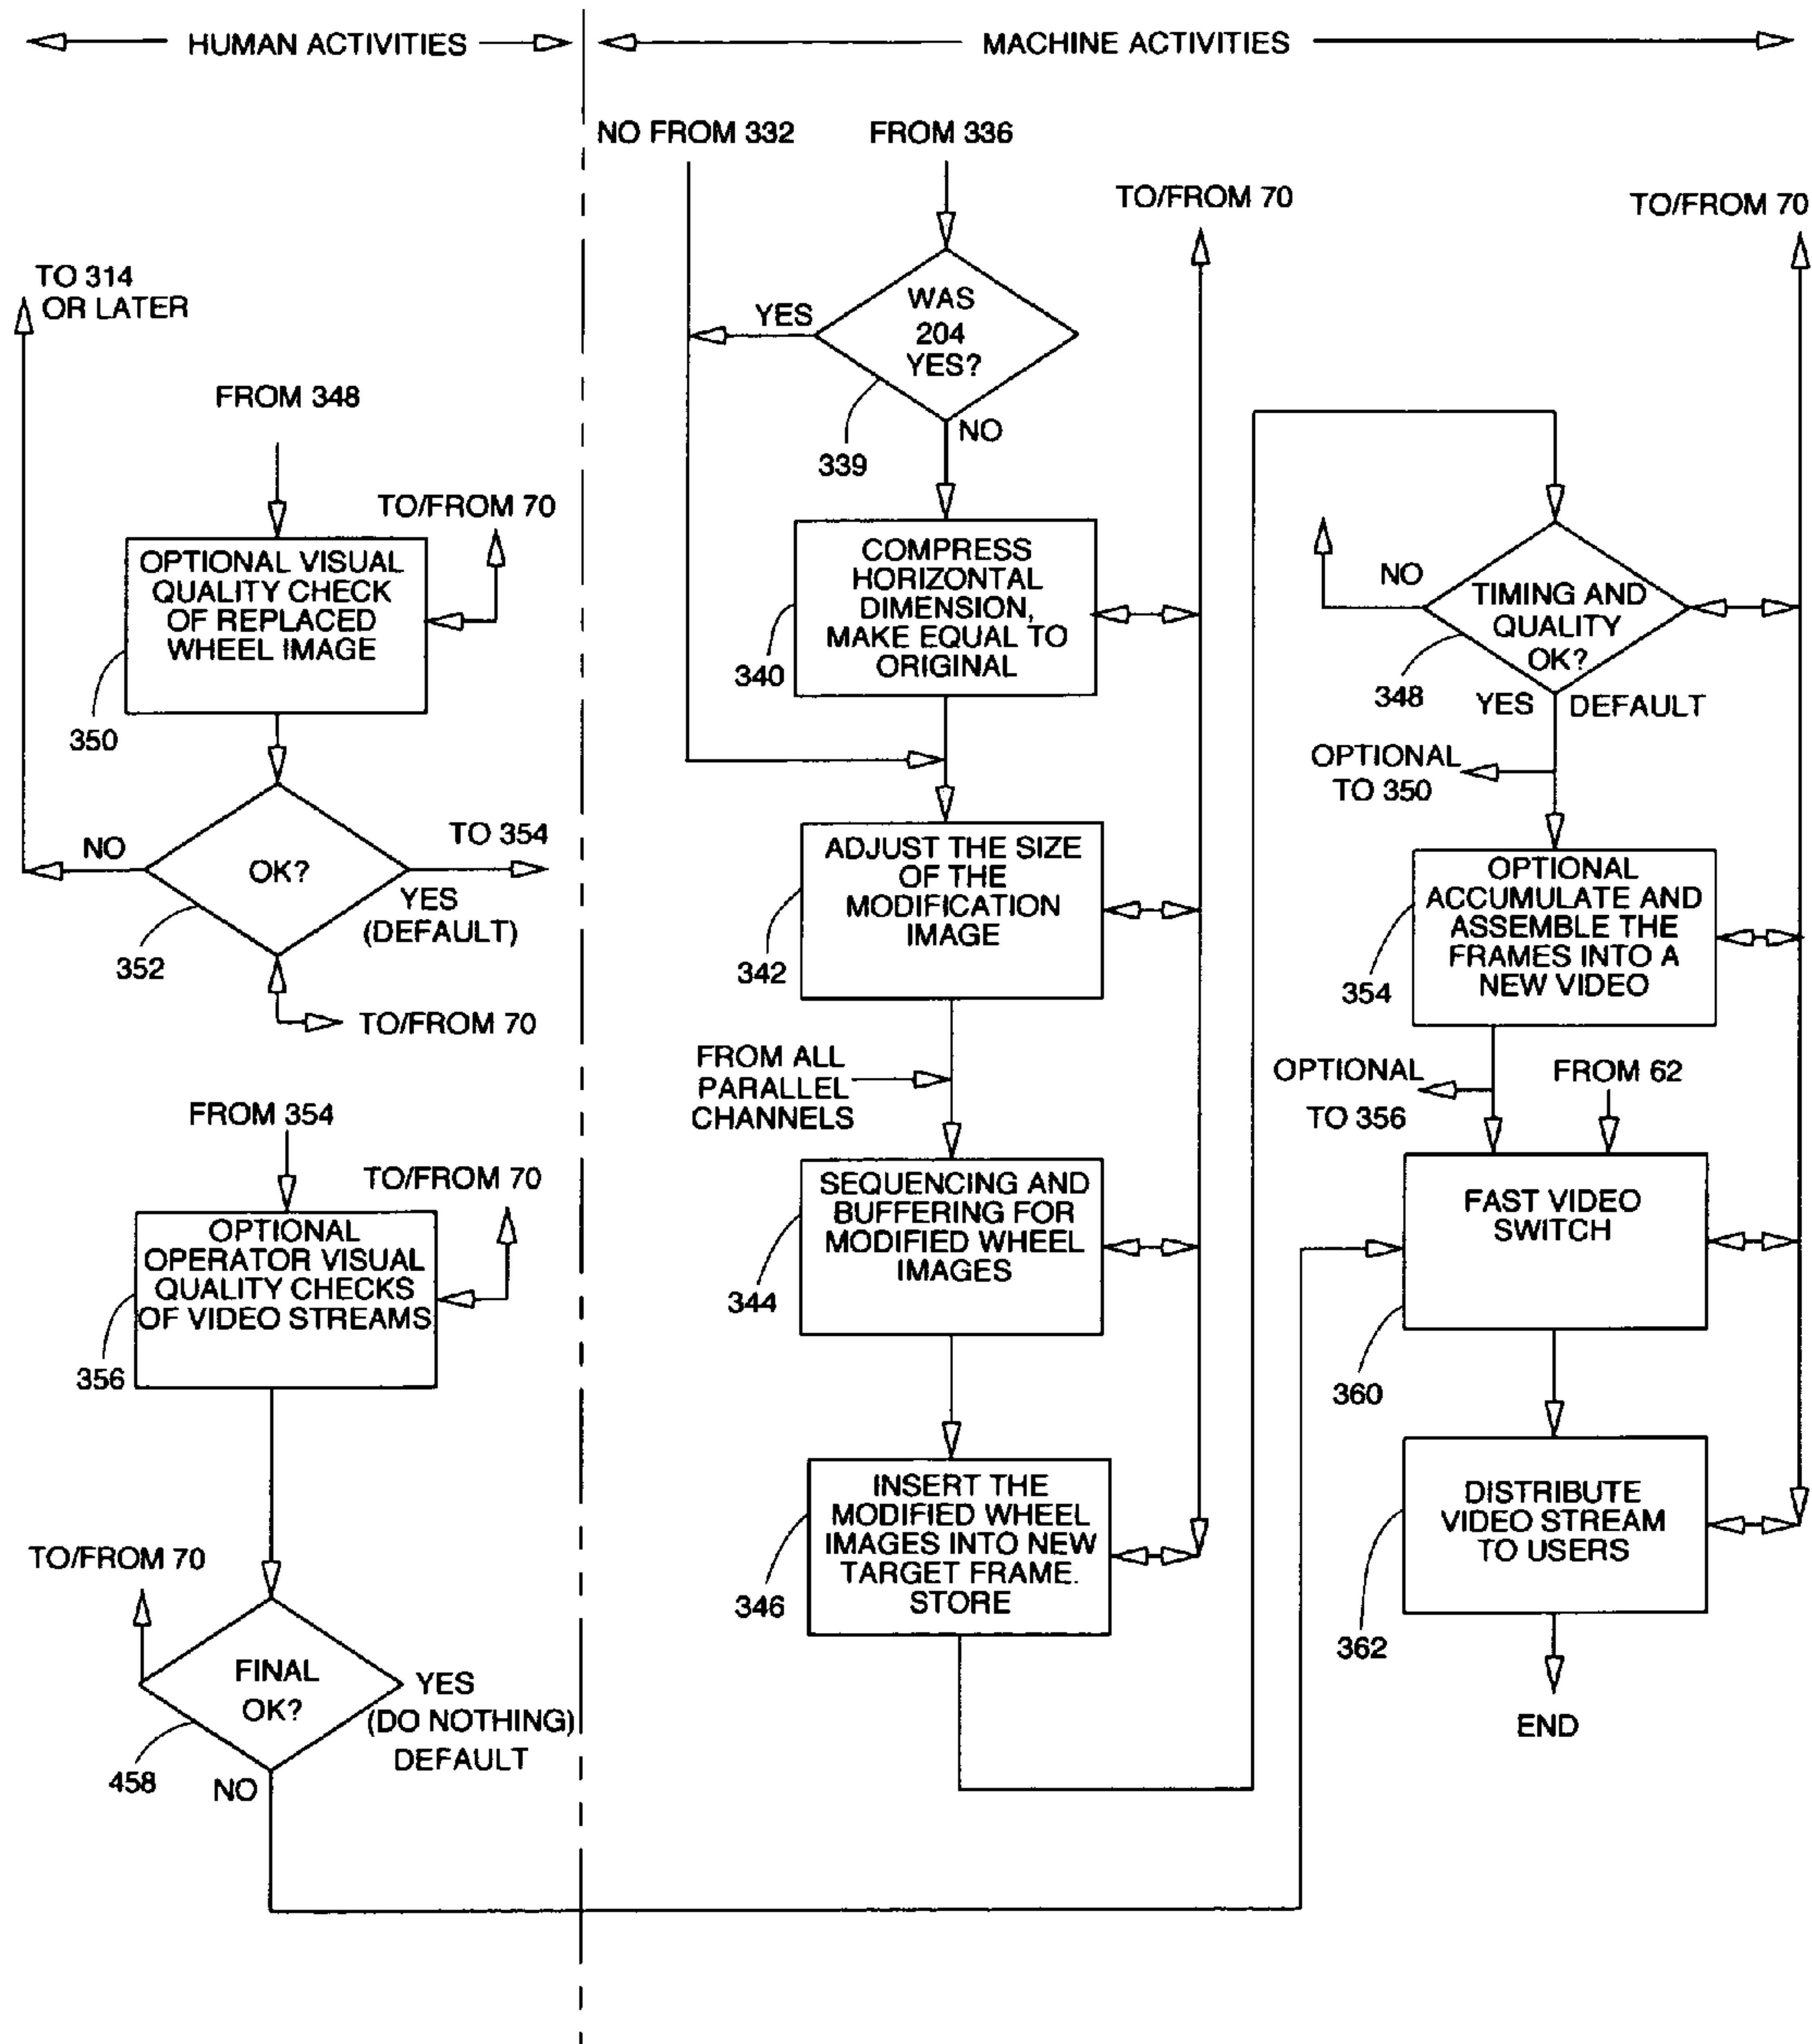 HUMAN ACTIVITIES
MACHINE ACTIVITIES
TO 314
OR LATER
FROM 348
TO/FROM 70
OPTIONAL VISUAL
QUALITY CHECK
OF REPLACED
WHEEL IMAGE
350
NO
OK?
TO 354
YES
(DEFAULT)
352
TO/FROM 70
FROM 354
TO/FROM 70
OPTIONAL
OPERATOR VISUAL
QUALITY CHECKS
OF VIDEO STREAMS
356
TO/FROM 70
FINAL
OK?
YES
(DO NOTHING)
DEFAULT
458
NO
NO FROM 332
FROM 336
TO/FROM 70
WAS
204
YES?
YES
NO
339
COMPRESS
HORIZONTAL
DIMENSION,
MAKE EQUAL TO
ORIGINAL
340
ADJUST THE SIZE
OF THE
MODIFICATION
IMAGE
342
FROM ALL
PARALLEL
CHANNELS
SEQUENCING AND
BUFFERING FOR
MODIFIED WHEEL
IMAGES
344
INSERT THE
MODIFIED WHEEL
IMAGES INTO NEW
TARGET FRAME.
STORE
346
TO/FROM 70
NO
TIMING AND
QUALITY
OK?
348
YES
DEFAULT
OPTIONAL
TO 350
OPTIONAL
ACCUMULATE AND
ASSEMBLE THE
FRAMES INTO A
NEW VIDEO
354
OPTIONAL
TO 356
FROM 62
FAST VIDEO
SWITCH
360
DISTRIBUTE
VIDEO STREAM
TO USERS
362
END